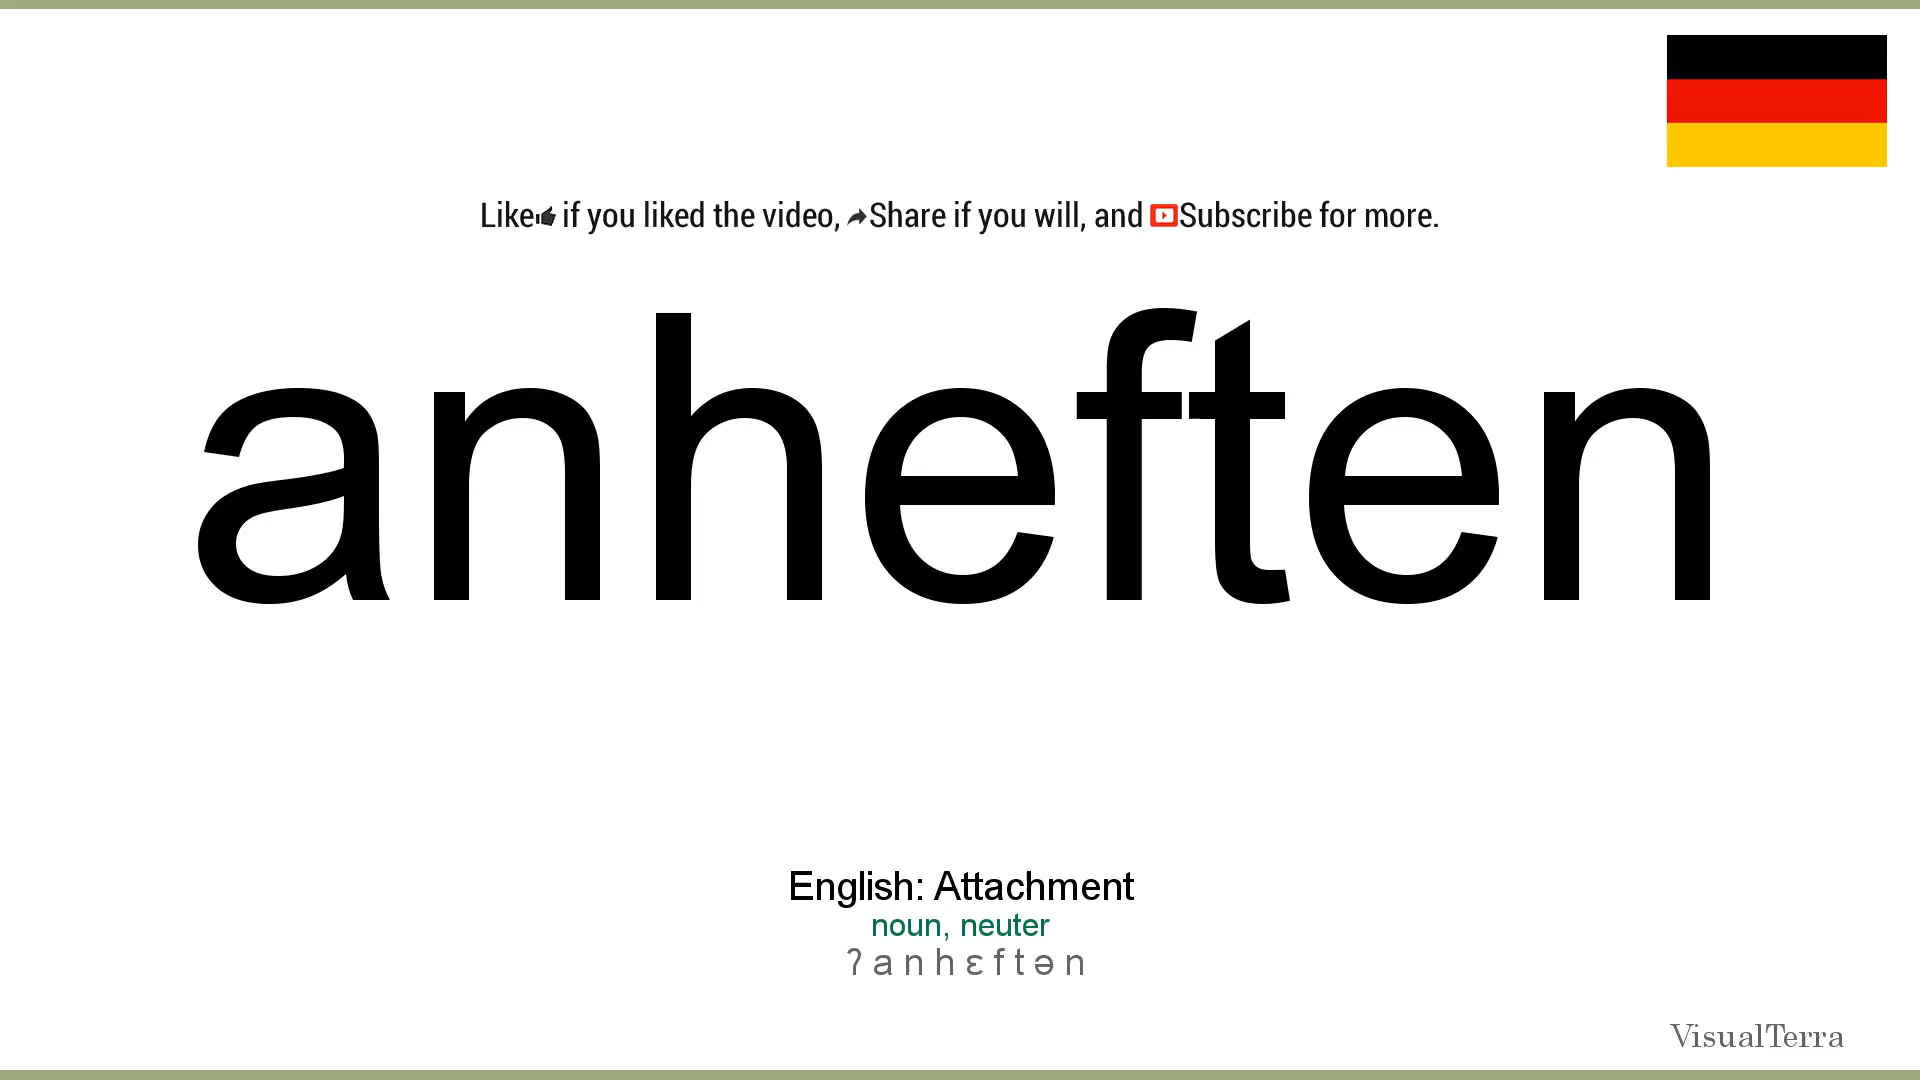 Like if you liked the video, Share if you will, and Subscribe for more.
anheften
English: Attachment
noun, neuter
ʔ a n h ɛ f t ə n
VisualTerra